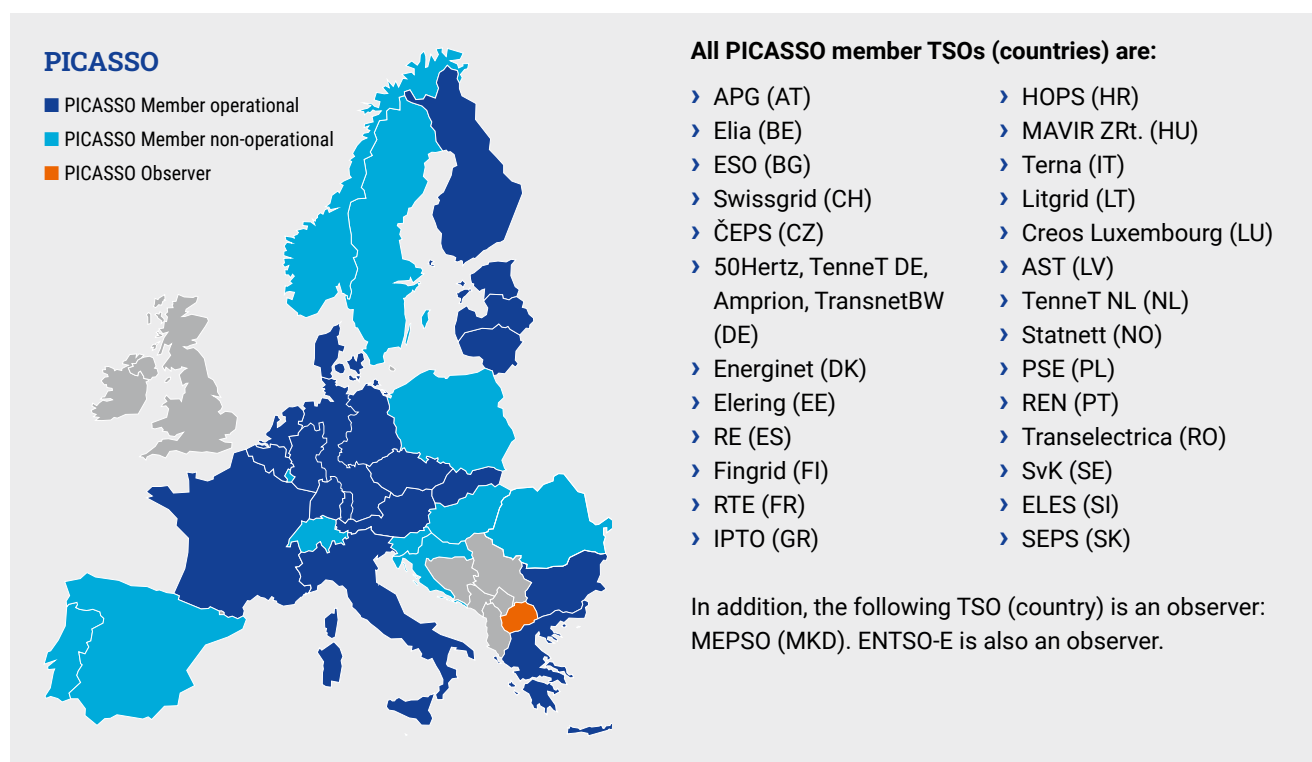 PICASSO
PICASSO Member operational
PICASSO Member non-operational
PICASSO Observer
All PICASSO member TSOs (countries) are:
› APG (AT)
› Elia (BE)
› ESO (BG)
› Swissgrid (CH)
› ČEPS (CZ)
› 50Hertz, TenneT DE,
Amprion, TransnetBW
(DE)
› Energinet (DK)
› Elering (EE)
› RE (ES)
› Fingrid (FI)
› RTE (FR)
› IPTO (GR)
› HOPS (HR)
› MAVIR ZRt. (HU)
› Terna (IT)
› Litgrid (LT)
› Creos Luxembourg (LU)
› AST (LV)
› TenneT NL (NL)
› Statnett (NO)
› PSE (PL)
› REN (PT)
› Transelectrica (RO)
› SvK (SE)
› ELES (SI)
› SEPS (SK)
In addition, the following TSO (country) is an observer:
MEPSO (MKD). ENTSO-E is also an observer.